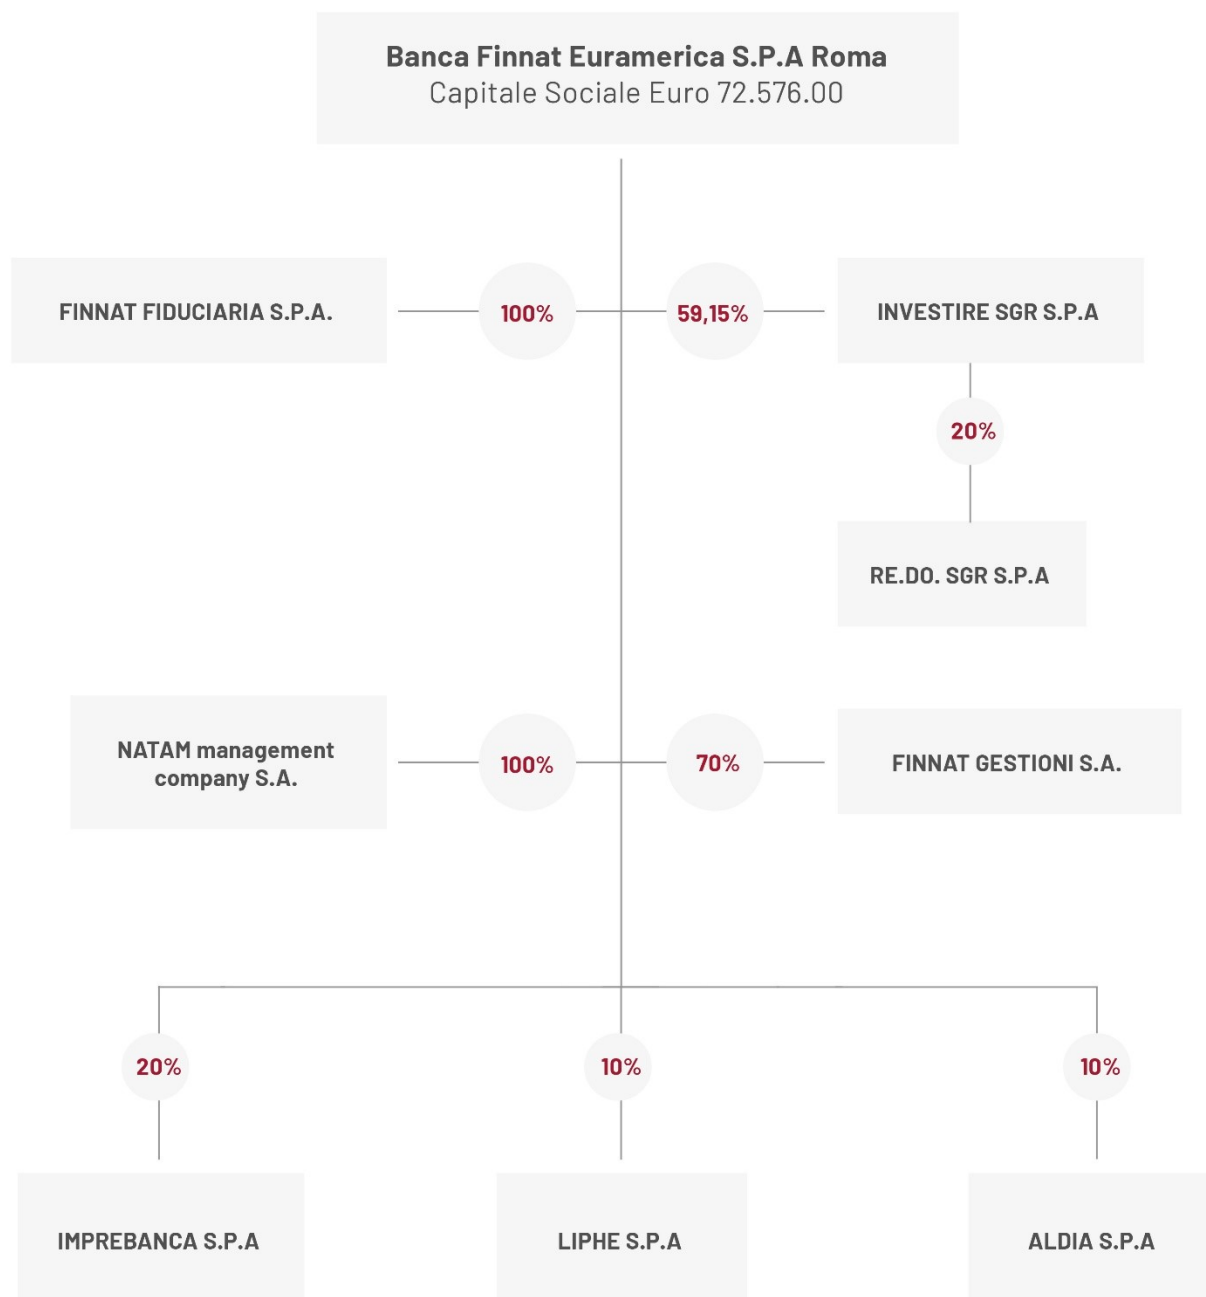 Banca Finnat Euramerica S.P.A Roma
Capitale Sociale Euro 72.576.00
FINNAT FIDUCIARIA S.P.A.
100%
59,15%
INVESTIRE SGR S.P.A
20%
RE.DO. SGR S.P.A
NATAM management
company S.A.
100%
70%
FINNAT GESTIONI S.A.
20%
10%
10%
IMPREBANCA S.P.A
LIPHE S.P.A
ALDIA S.P.A